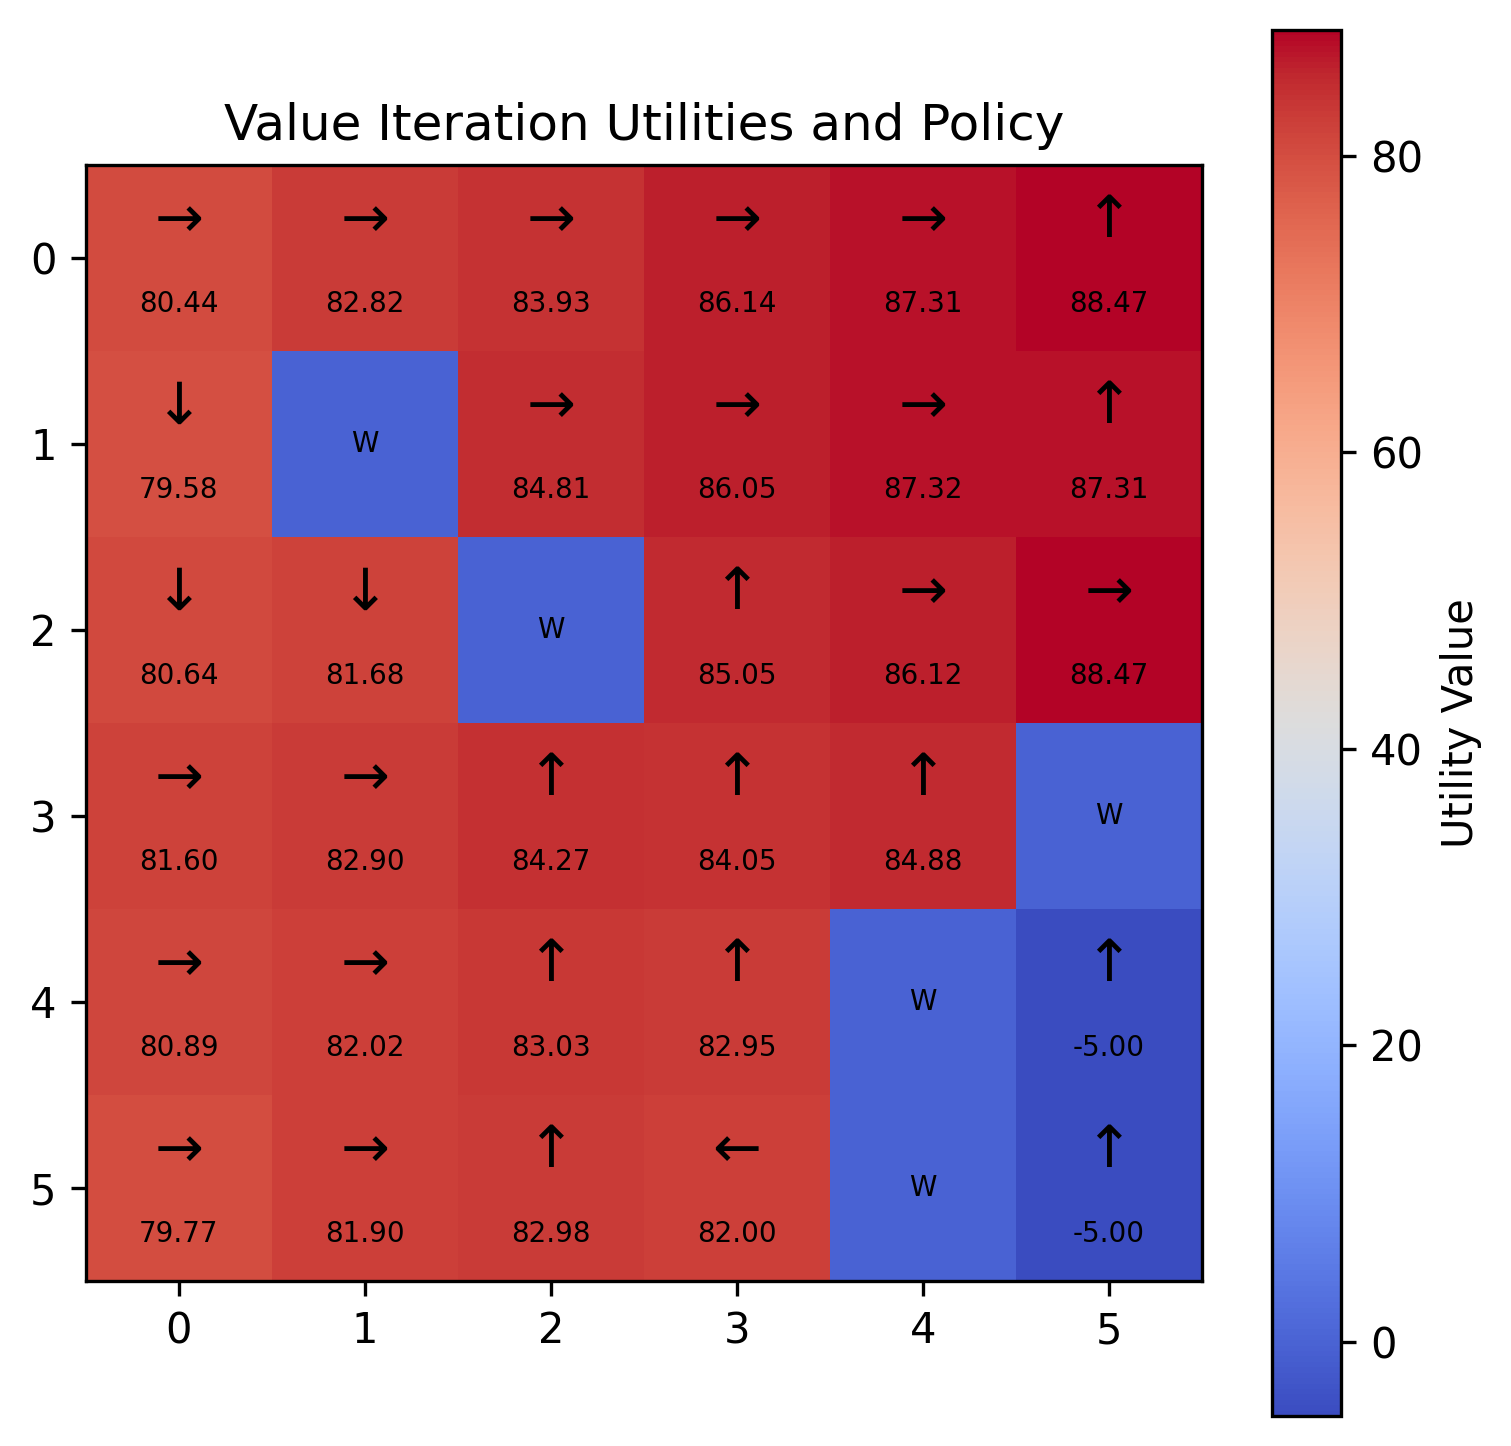 Value Iteration Utilities and Policy
→ → → → → ↑
0
80.44 82.82 83.93 86.14 87.31 88.47
↓ → → → ↑
1 W
79.58 84.81 86.05 87.32 87.31
↓ ↓ ↑ → →
2 W
80.64 81.68 85.05 86.12 88.47
→ → ↑ ↑ ↑
3 W
81.60 82.90 84.27 84.05 84.88
→ → ↑ ↑ ↑
4 W
80.89 82.02 83.03 82.95 -5.00
→ → ↑ ← ↑
5 W
79.77 81.90 82.98 82.00 -5.00
0 1 2 3 4 5
80
60
40
20
0
Utility Value